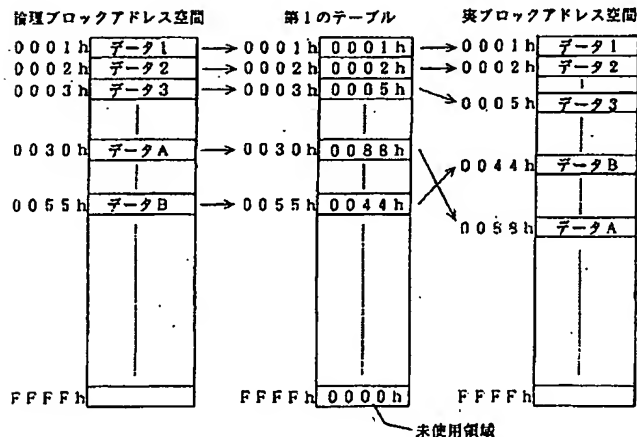 論理ブロックアドレス空間 第1のテーブル 実ブロックアドレス空間
0001h データ1 0001h 0001h 0001h データ1
0002h データ2 0002h 0002h 0002h データ2
0003h データ3 0003h 0005h
0005h データ3
0030h データA 0030h 0088h
0044h データB
0055h データB 0055h 0044h
0058h データA
FFFFh FFFFh 0000h FFFFh
未使用領域